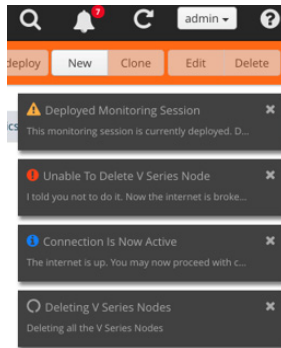 7
admin
deploy
New
Clone
Edit
Delete
cs
Deployed Monitoring Session
This monitoring session is currently deployed. D...
Unable To Delete V Series Node
I told you not to do it. Now the internet is broke...
Connection Is Now Active
The internet is up. You may now proceed with c...
Deleting V Series Nodes
Deleting all the V Series Nodes